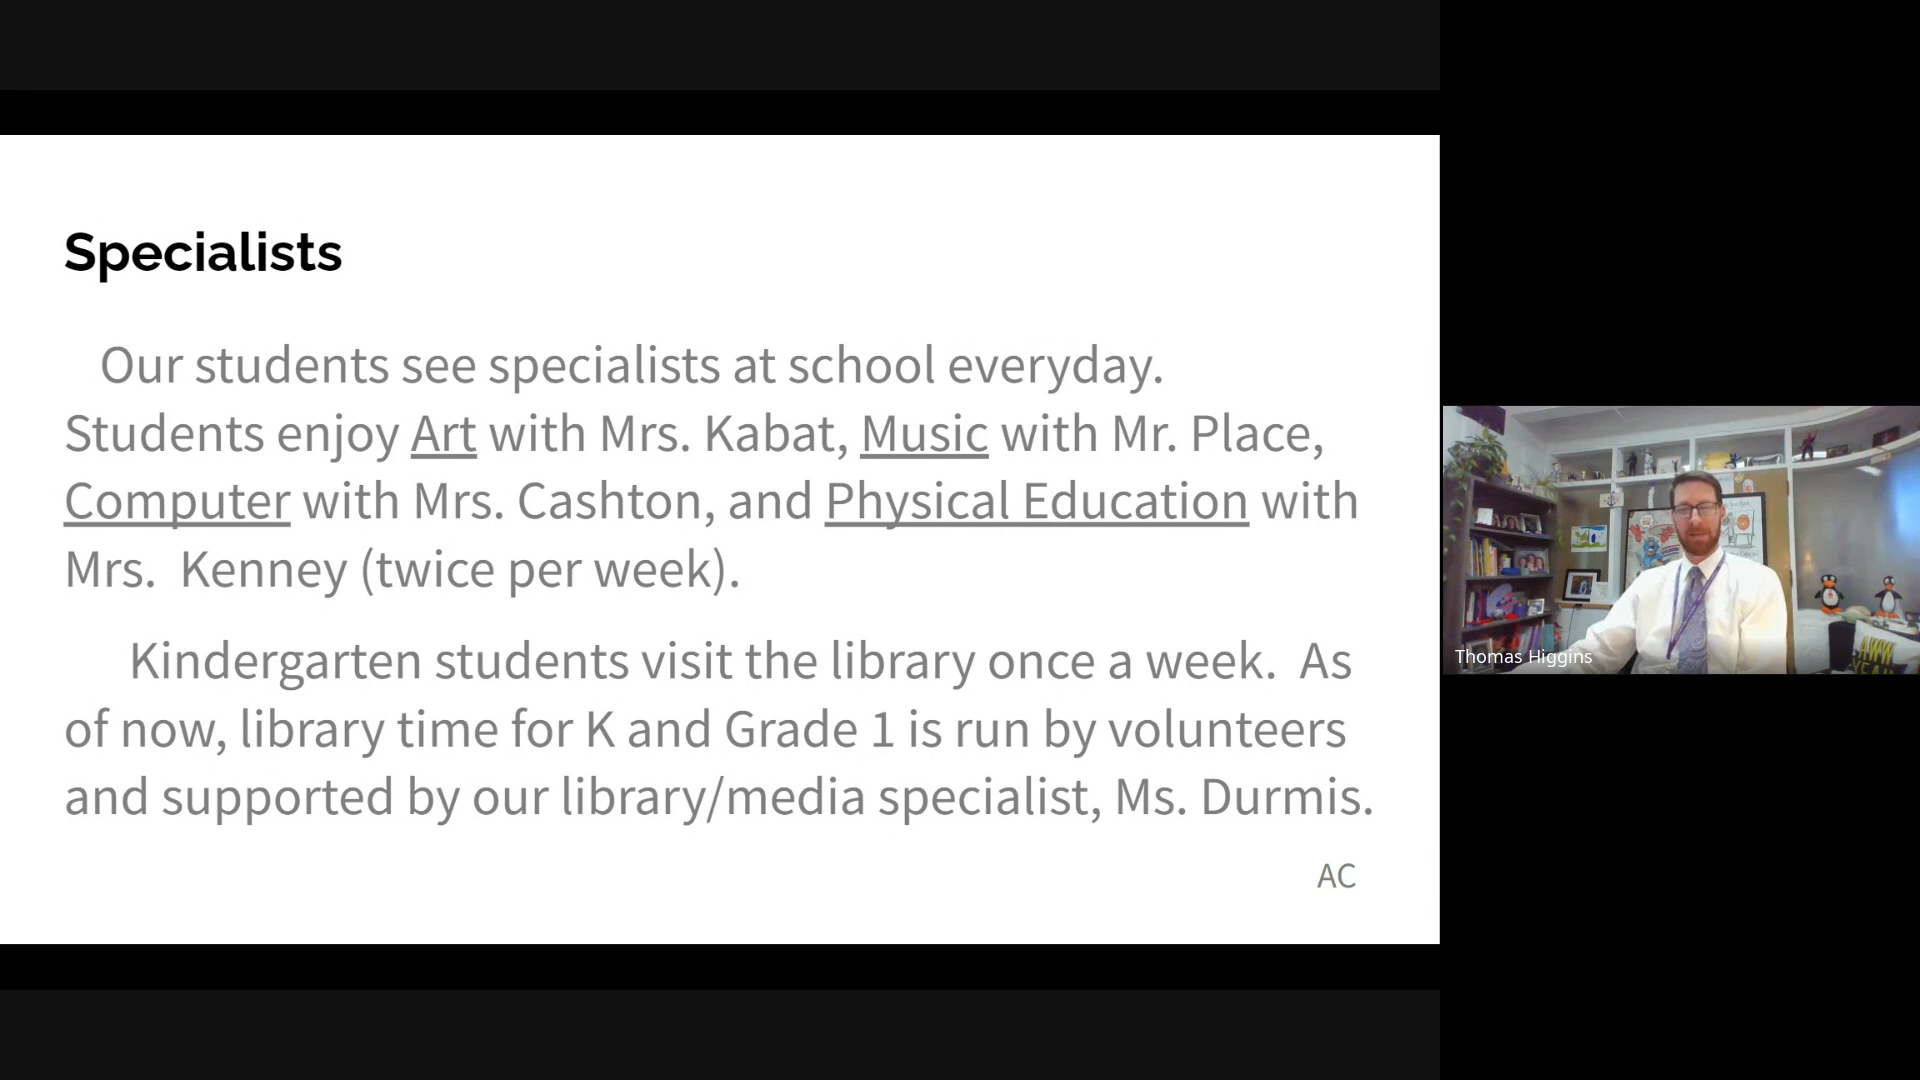 Specialists
Our students see specialists at school everyday.
Students enjoy Art with Mrs. Kabat, Music with Mr. Place,
Computer with Mrs. Cashton, and Physical Education with
Mrs.  Kenney (twice per week).
Kindergarten students visit the library once a week.  As
of now, library time for K and Grade 1 is run by volunteers
and supported by our library/media specialist, Ms. Durmis.
AC
Thomas Higgins
AWW
YEAH